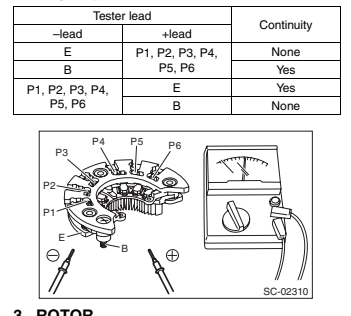 Tester lead
Continuity
–lead
+lead
E
P1, P2, P3, P4, P5, P6
None
B
Yes
P1, P2, P3, P4, P5, P6
E
Yes
B
None
P4
P5
P3
P6
P2
P1
E
B
⊖
⊕
SC-02310
3. ROTOR